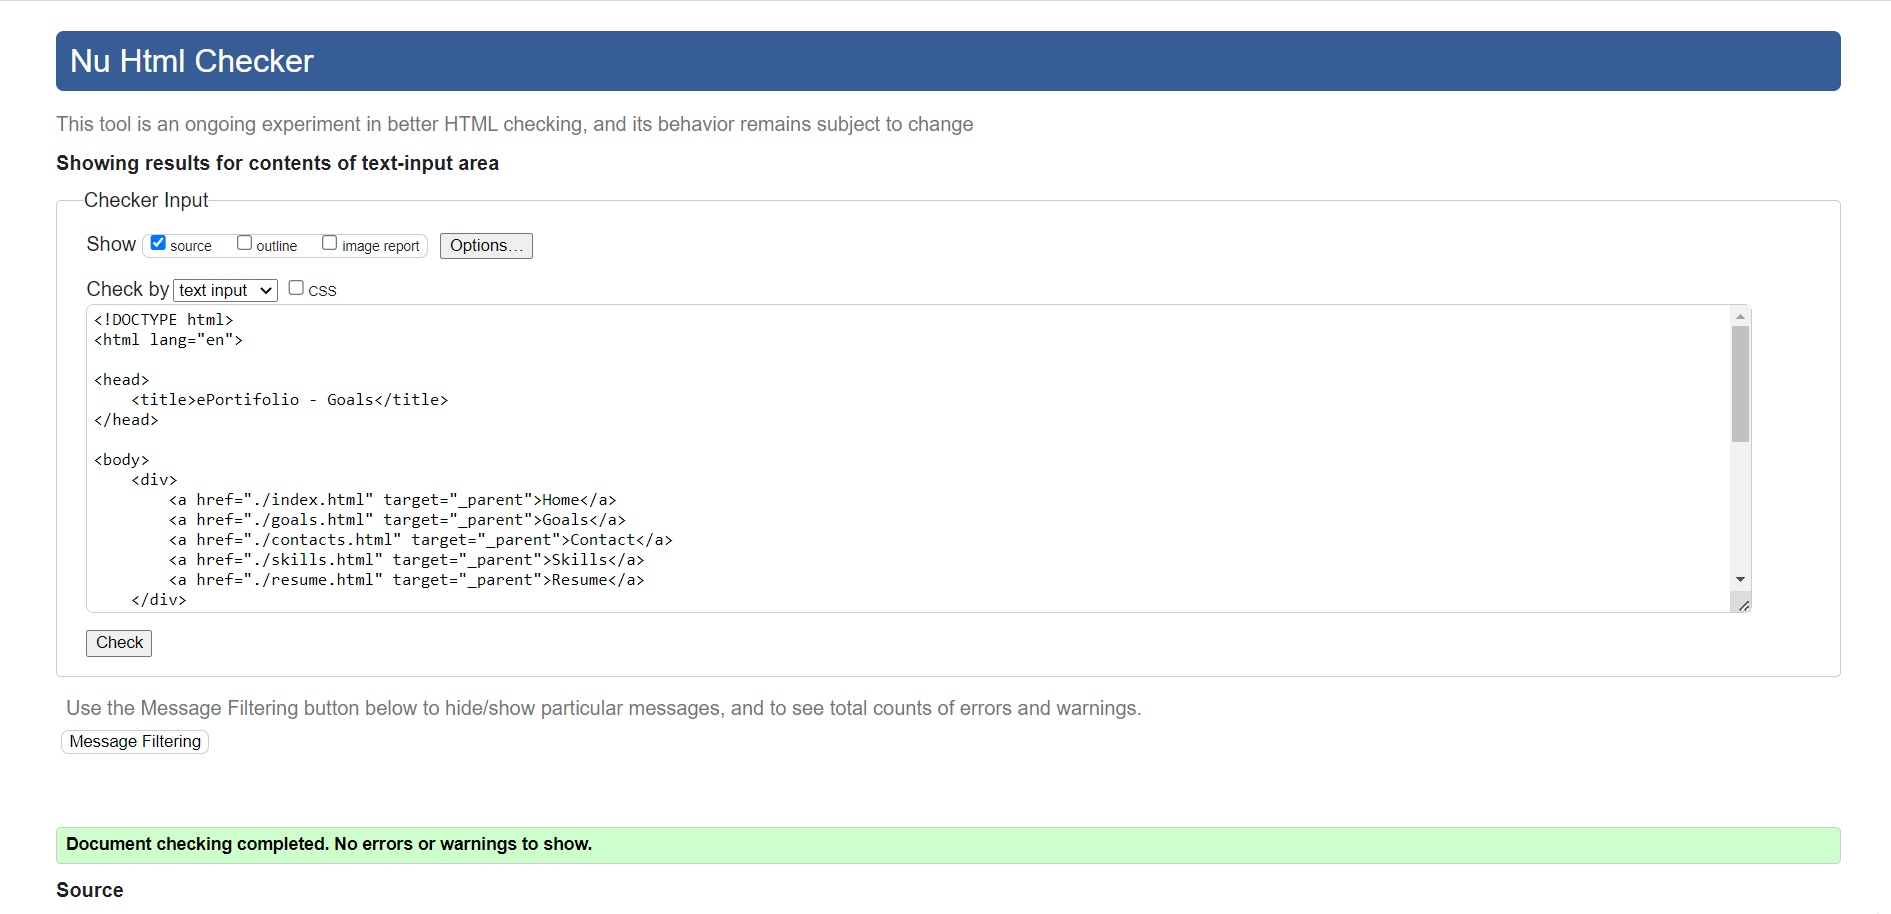 Nu Html Checker
This tool is an ongoing experiment in better HTML checking, and its behavior remains subject to change
Showing results for contents of text-input area
Checker Input
Show source outline image report Options...
Check by text input CSS
<!DOCTYPE html>
<html lang="en">
<head>
    <title>ePortifolio - Goals</title>
</head>
<body>
    <div>
        <a href="./index.html" target="_parent">Home</a>
        <a href="./goals.html" target="_parent">Goals</a>
        <a href="./contacts.html" target="_parent">Contact</a>
        <a href="./skills.html" target="_parent">Skills</a>
        <a href="./resume.html" target="_parent">Resume</a>
    </div>
Check
Use the Message Filtering button below to hide/show particular messages, and to see total counts of errors and warnings.
Message Filtering
Document checking completed. No errors or warnings to show.
Source